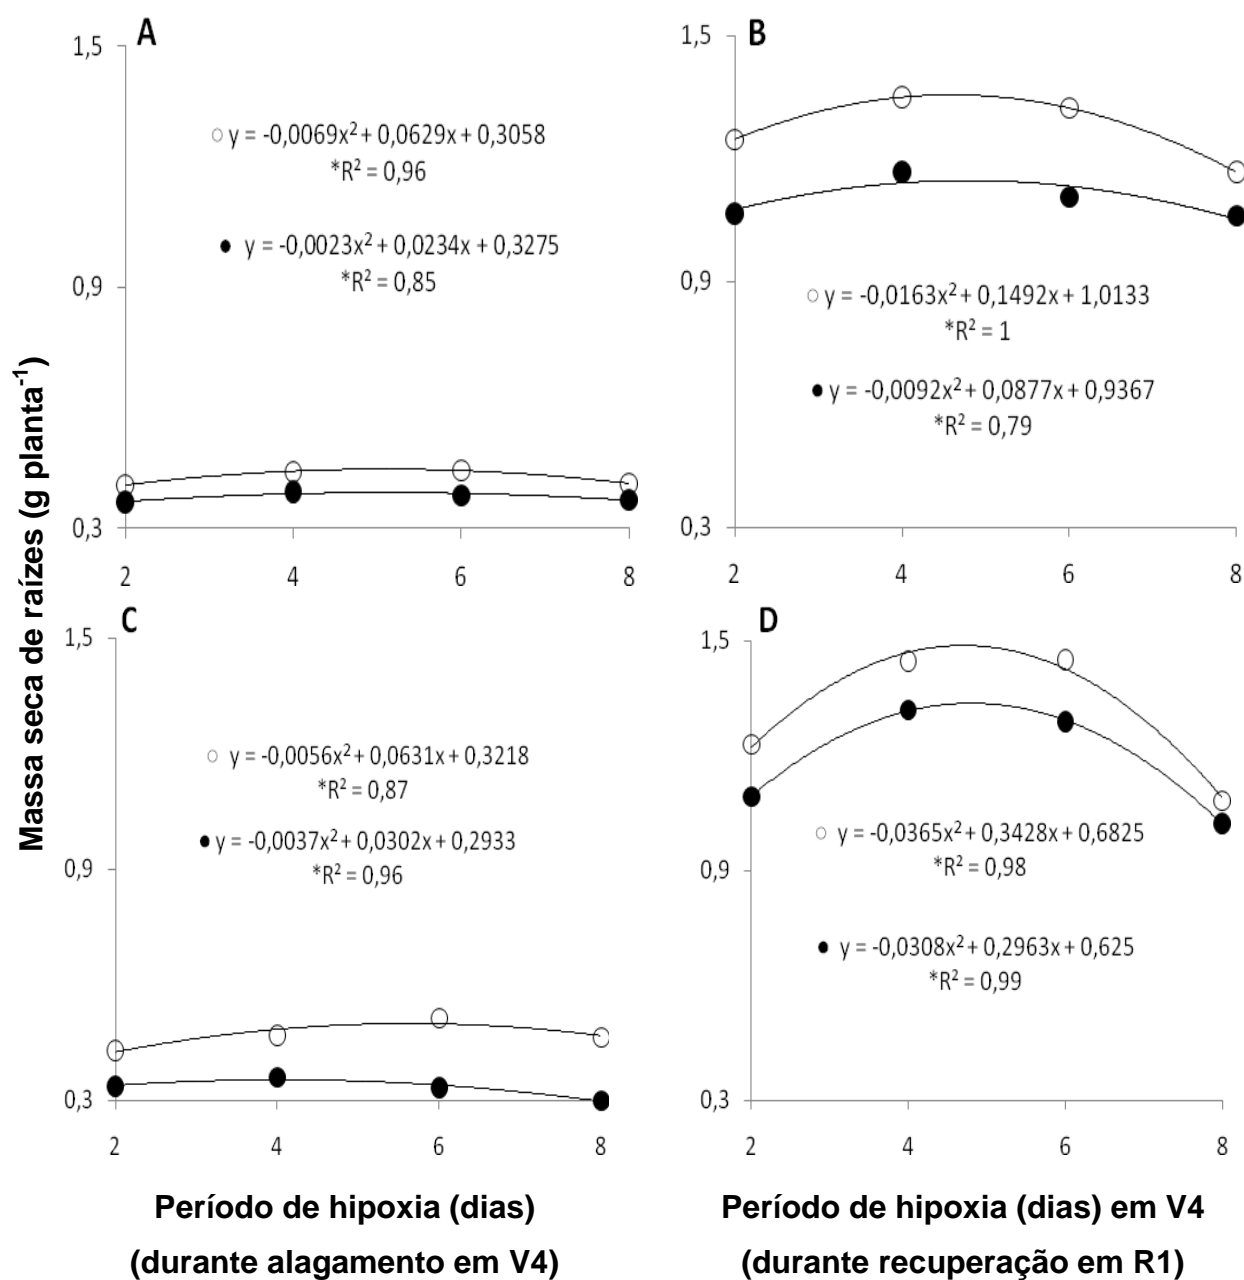 Massa seca de raízes (g planta⁻¹)
A
1,5
0,9
0,3
y = -0,0069x² + 0,0629x + 0,3058
*R² = 0,96
y = -0,0023x² + 0,0234x + 0,3275
*R² = 0,85
2 4 6 8
B
1,5
0,9
0,3
y = -0,0163x² + 0,1492x + 1,0133
*R² = 1
y = -0,0092x² + 0,0877x + 0,9367
*R² = 0,79
2 4 6 8
C
1,5
0,9
0,3
y = -0,0056x² + 0,0631x + 0,3218
*R² = 0,87
y = -0,0037x² + 0,0302x + 0,2933
*R² = 0,96
2 4 6 8
D
1,5
0,9
0,3
y = -0,0365x² + 0,3428x + 0,6825
*R² = 0,98
y = -0,0308x² + 0,2963x + 0,625
*R² = 0,99
2 4 6 8
Período de hipoxia (dias)
(durante alagamento em V4)
Período de hipoxia (dias) em V4
(durante recuperação em R1)